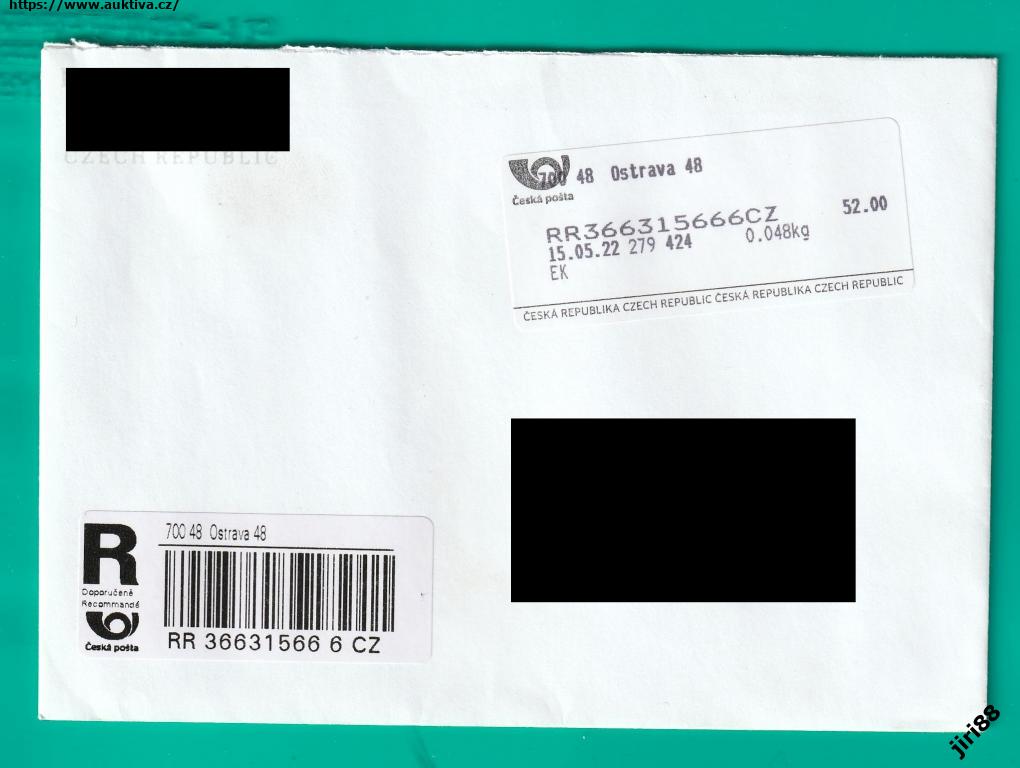 https://www.auktiva.cz/
CZECH REPUBLIC
Česká pošta
700 48 Ostrava 48
RR366315666CZ
52.00
15.05.22 279 424
0.048kg
EK
ČESKÁ REPUBLIKA CZECH REPUBLIC ČESKÁ REPUBLIKA CZECH REPUBLIC
R
Doporučeně
Recommandé
Česká pošta
700 48 Ostrava 48
RR 36631566 6 CZ
jiri88